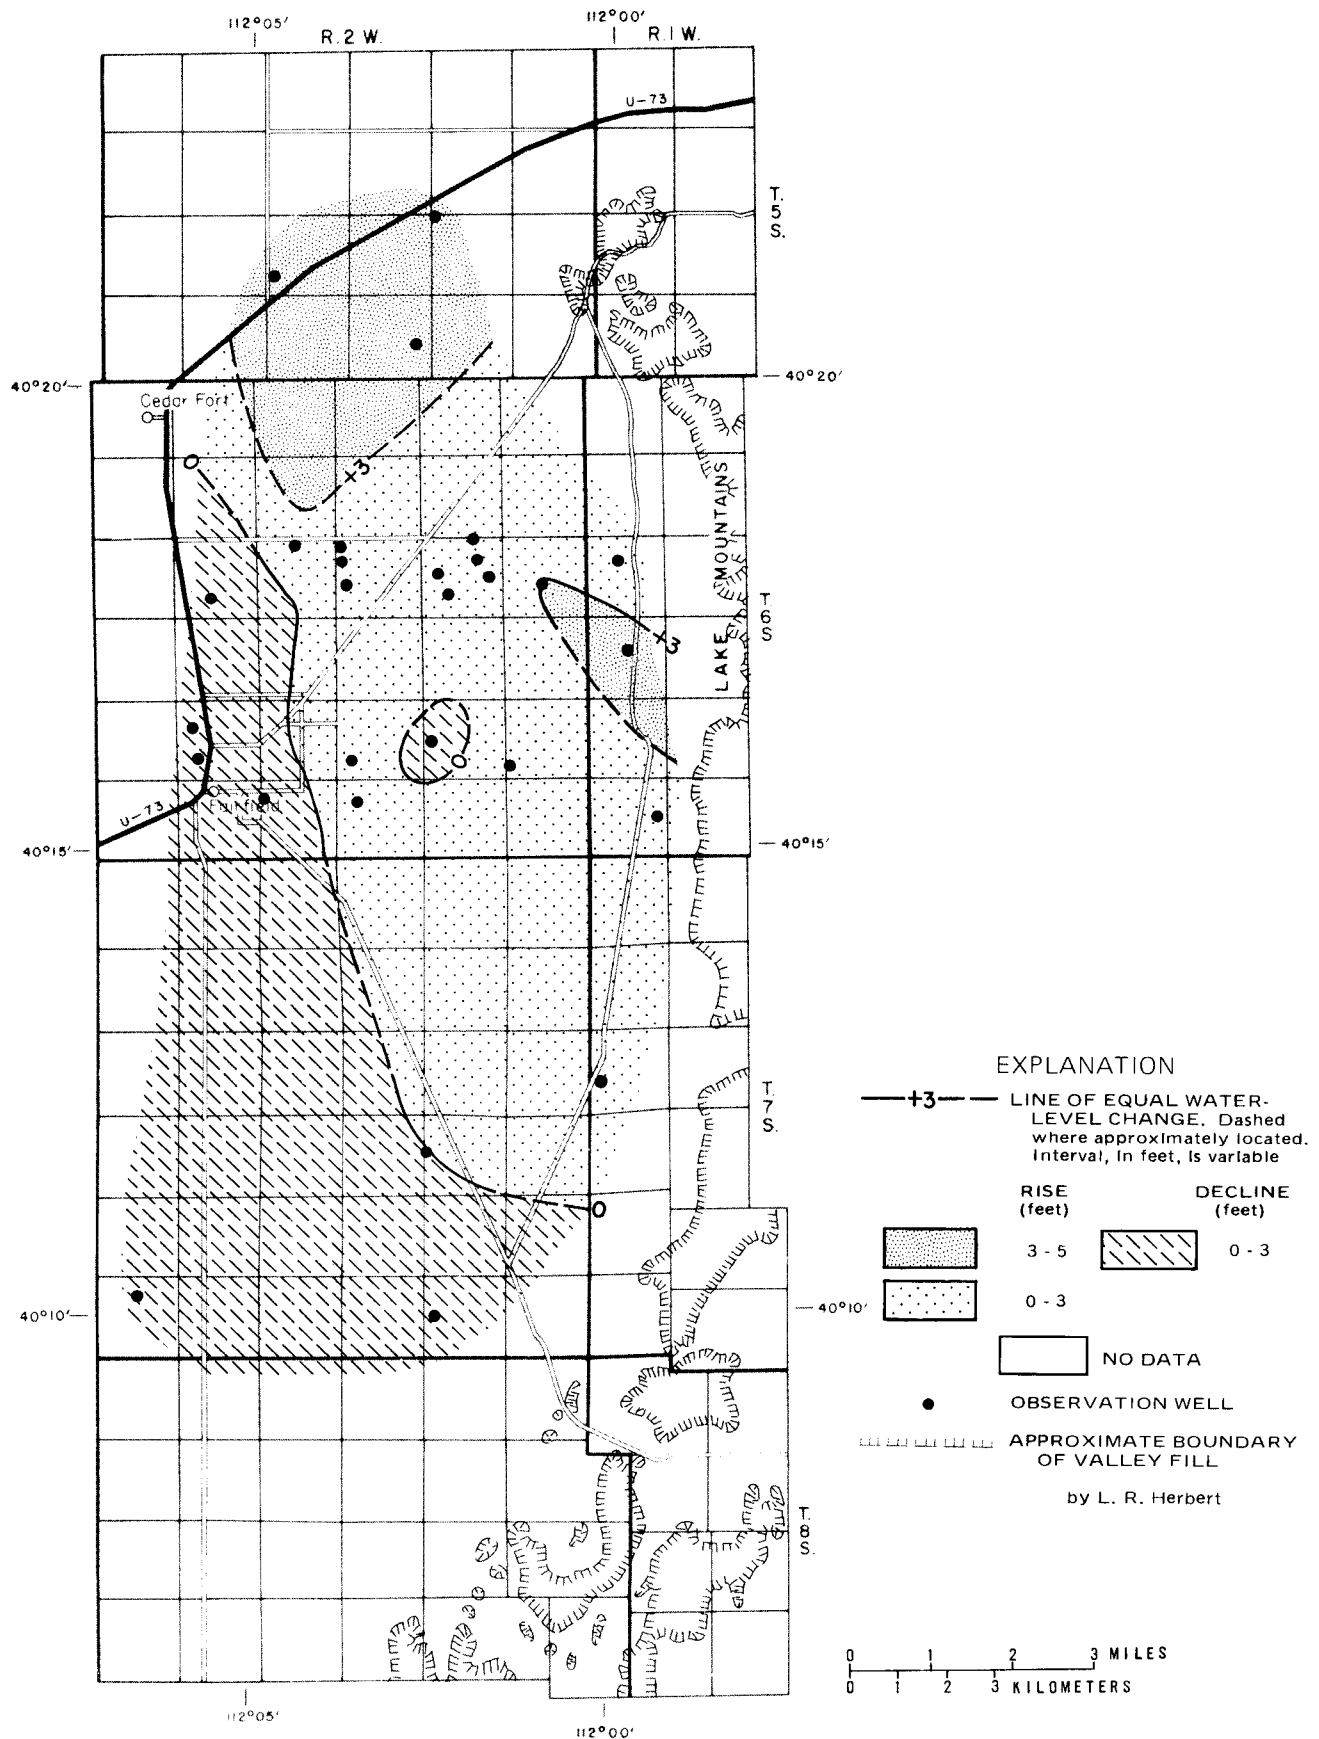 112°05' 112°00'
R. 2 W. R. 1 W.
U-73
T.
5
S.
40°20' 40°20'
Cedar Fort
0
+3
LAKE MOUNTAINS
T.
6
S
+3
0
Fairfield
U-73
40°15' 40°15'
T.
7
S.
0
40°10' 40°10'
T.
8
S.
112°05'
112°00'
EXPLANATION
+3 LINE OF EQUAL WATER-
LEVEL CHANGE. Dashed
where approximately located.
Interval, in feet, is variable
RISE DECLINE
(feet) (feet)
3 - 5 0 - 3
0 - 3
NO DATA
OBSERVATION WELL
APPROXIMATE BOUNDARY
OF VALLEY FILL
by L. R. Herbert
0 1 2 3 MILES
0 1 2 3 KILOMETERS